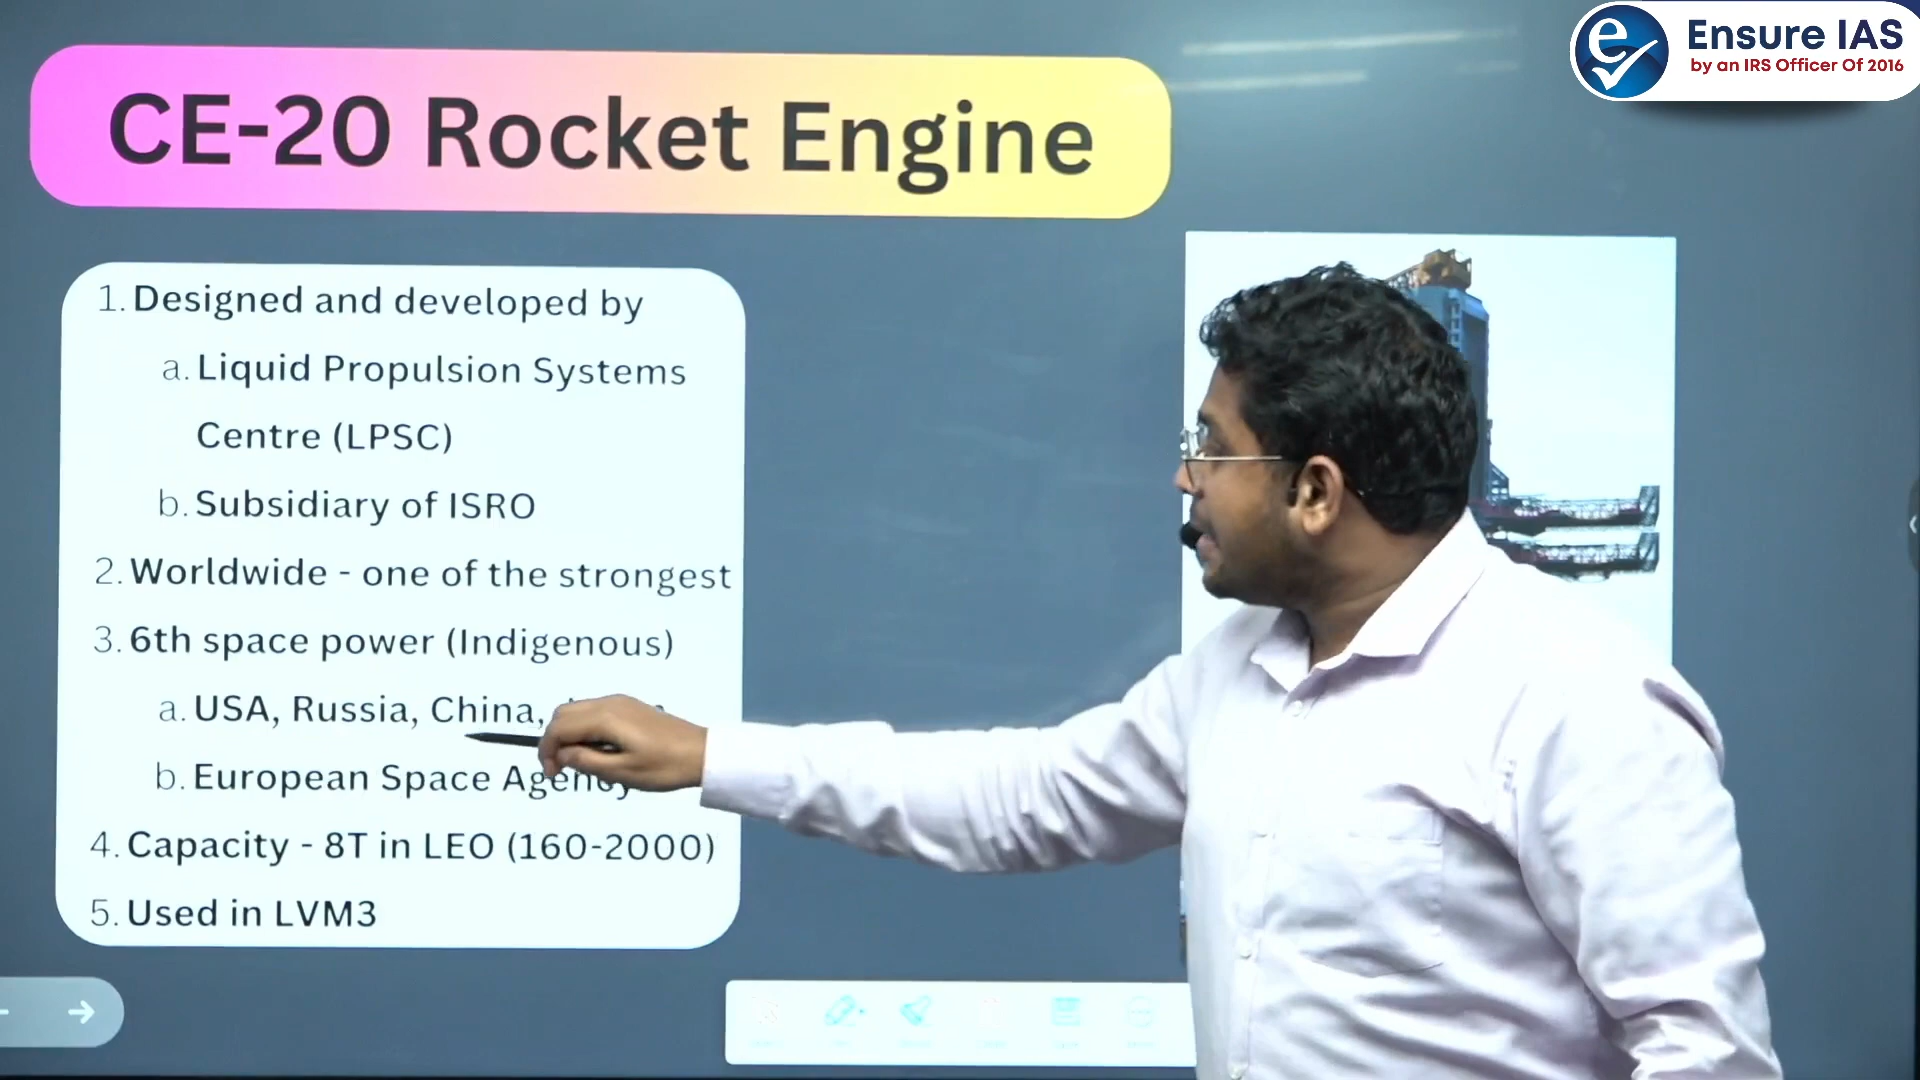 Ensure IAS
by an IRS Officer Of 2016
CE-20 Rocket Engine
1. Designed and developed by
a. Liquid Propulsion Systems
Centre (LPSC)
b. Subsidiary of ISRO
2. Worldwide - one of the strongest
3. 6th space power (Indigenous)
a. USA, Russia, China,
b. European Space Agency
4. Capacity - 8T in LEO (160-2000)
5. Used in LVM3